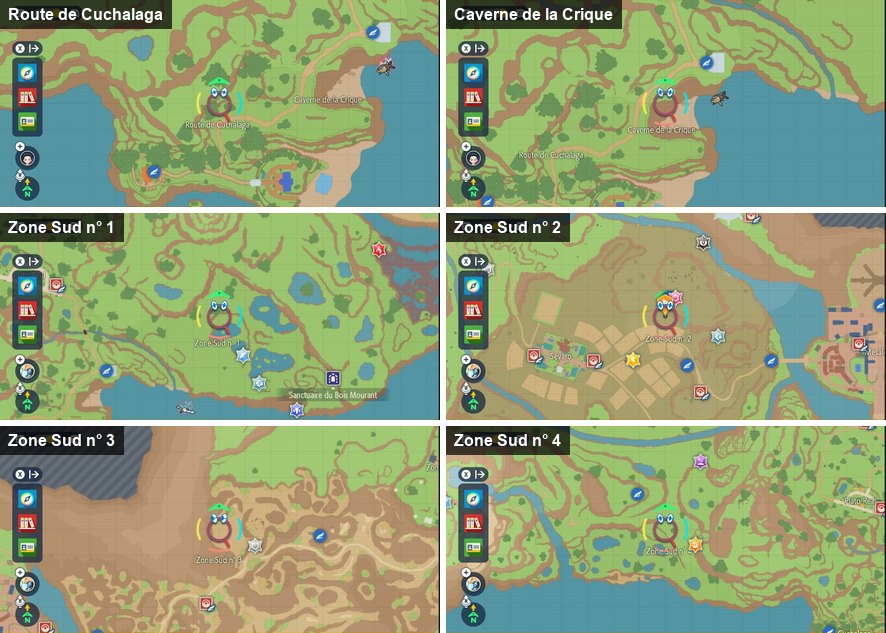 Route de Cuchalaga
Caverne de la Crique
Route de Cuchalaga
Caverne de la Crique
Caverne de la Crique
Route de Cuchalaga
Zone Sud n° 1
Zone Sud n° 1
Sanctuaire du Bois Mourant
Zone Sud n° 2
Zone Sud n° 2
Sevaro
Zone Sud n° 3
Zone Sud n° 3
Zone Sud n° 4
Zone Sud n° 4